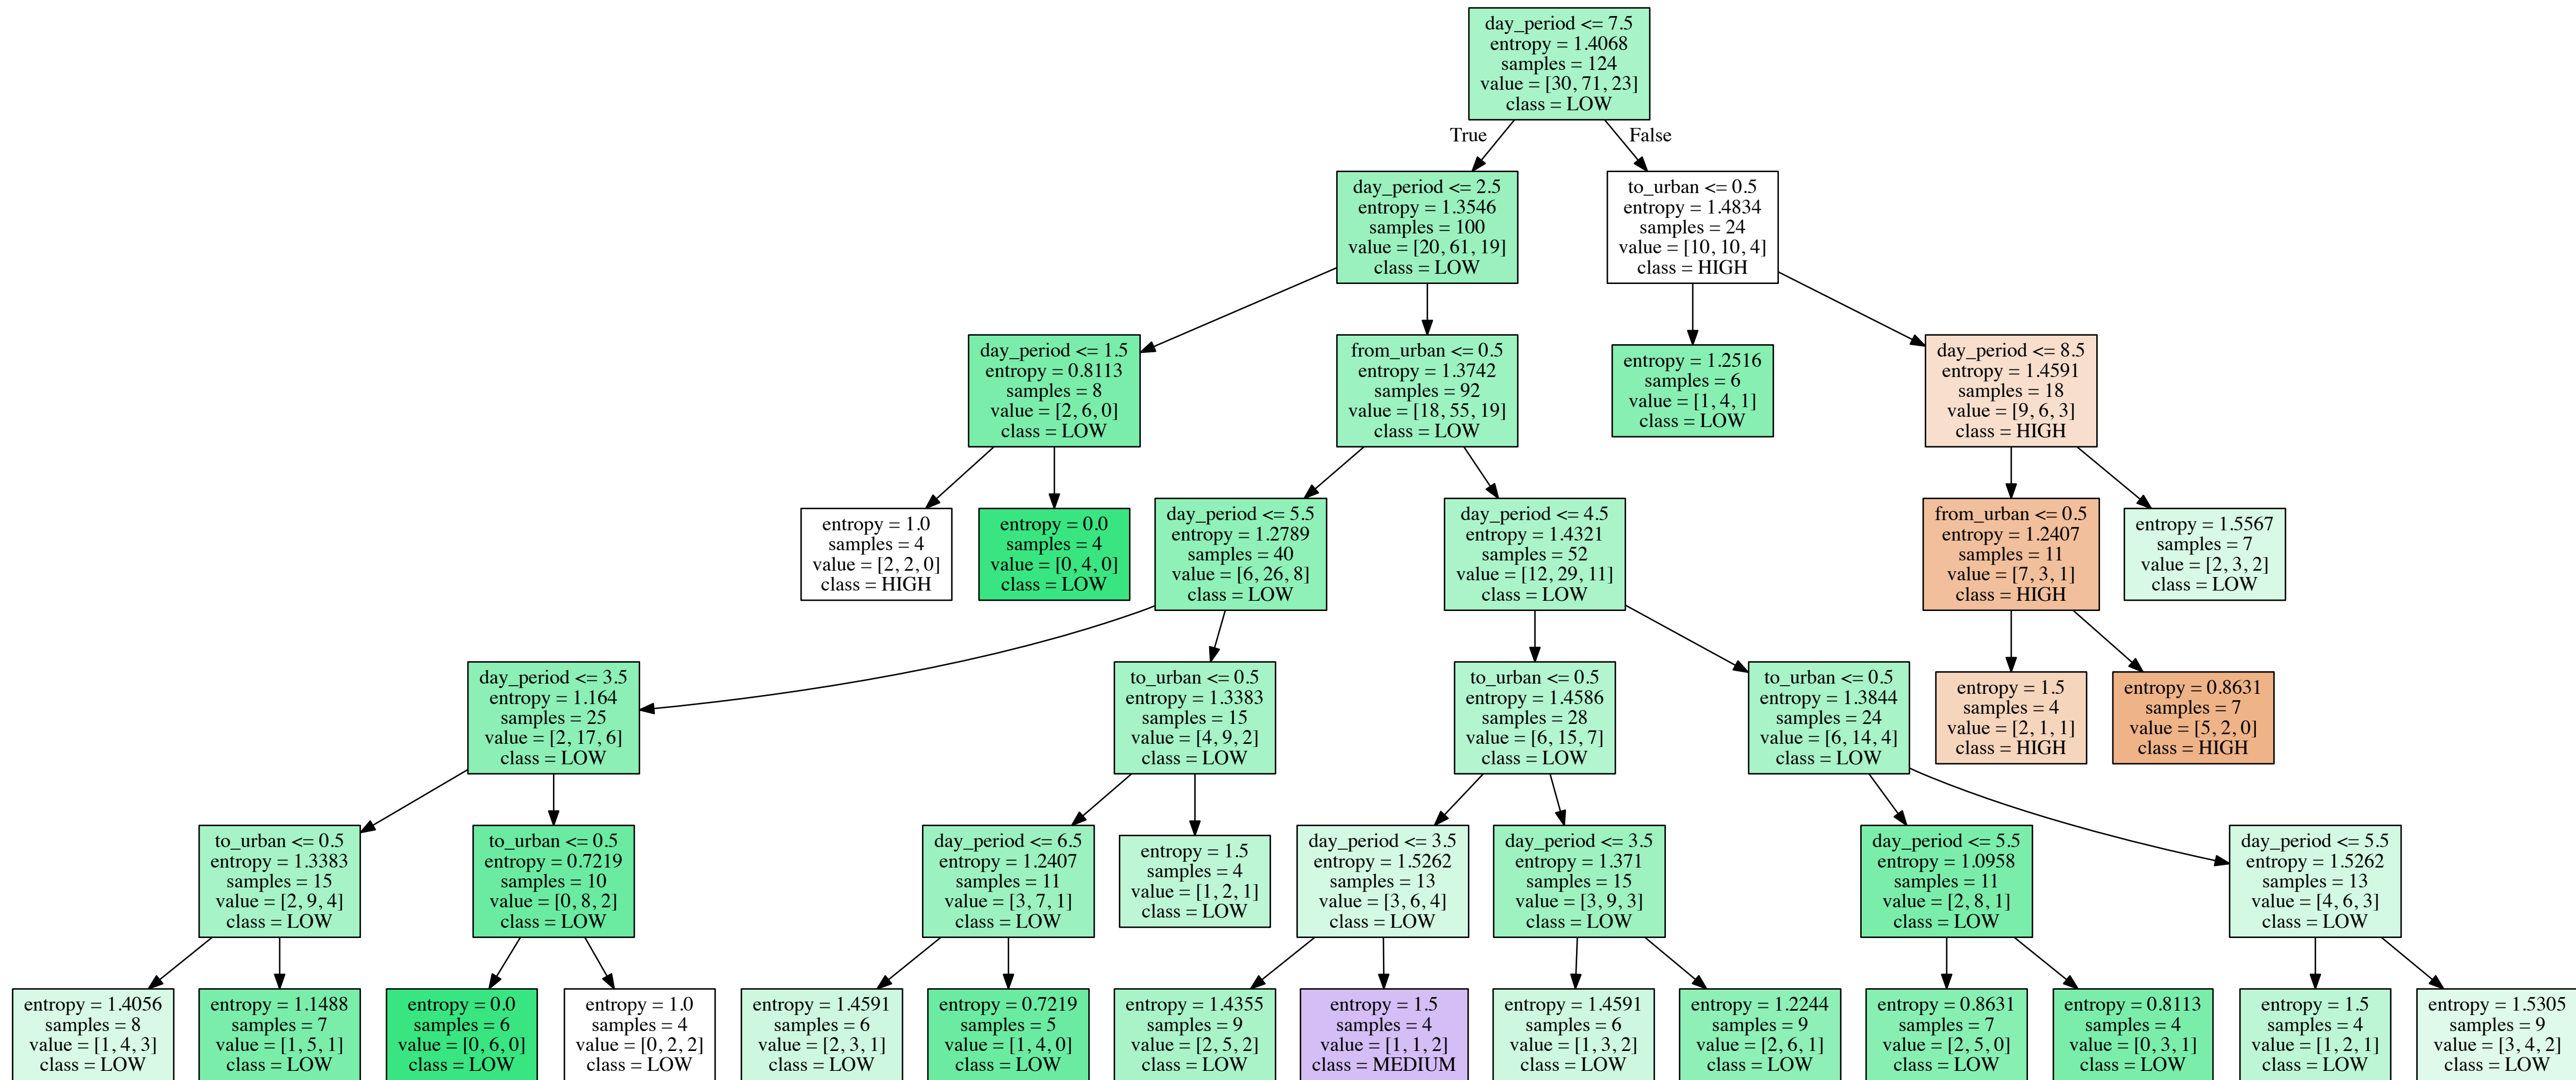 day_period <= 7.5
entropy = 1.4068
samples = 124
value = [30, 71, 23]
class = LOW
True
False
day_period <= 2.5
entropy = 1.3546
samples = 100
value = [20, 61, 19]
class = LOW
to_urban <= 0.5
entropy = 1.4834
samples = 24
value = [10, 10, 4]
class = HIGH
day_period <= 1.5
entropy = 0.8113
samples = 8
value = [2, 6, 0]
class = LOW
from_urban <= 0.5
entropy = 1.3742
samples = 92
value = [18, 55, 19]
class = LOW
entropy = 1.2516
samples = 6
value = [1, 4, 1]
class = LOW
day_period <= 8.5
entropy = 1.4591
samples = 18
value = [9, 6, 3]
class = HIGH
entropy = 1.0
samples = 4
value = [2, 2, 0]
class = HIGH
entropy = 0.0
samples = 4
value = [0, 4, 0]
class = LOW
day_period <= 5.5
entropy = 1.2789
samples = 40
value = [6, 26, 8]
class = LOW
day_period <= 4.5
entropy = 1.4321
samples = 52
value = [12, 29, 11]
class = LOW
from_urban <= 0.5
entropy = 1.2407
samples = 11
value = [7, 3, 1]
class = HIGH
entropy = 1.5567
samples = 7
value = [2, 3, 2]
class = LOW
day_period <= 3.5
entropy = 1.164
samples = 25
value = [2, 17, 6]
class = LOW
to_urban <= 0.5
entropy = 1.3383
samples = 15
value = [4, 9, 2]
class = LOW
to_urban <= 0.5
entropy = 1.4586
samples = 28
value = [6, 15, 7]
class = LOW
to_urban <= 0.5
entropy = 1.3844
samples = 24
value = [6, 14, 4]
class = LOW
entropy = 1.5
samples = 4
value = [2, 1, 1]
class = HIGH
entropy = 0.8631
samples = 7
value = [5, 2, 0]
class = HIGH
to_urban <= 0.5
entropy = 1.3383
samples = 15
value = [2, 9, 4]
class = LOW
to_urban <= 0.5
entropy = 0.7219
samples = 10
value = [0, 8, 2]
class = LOW
day_period <= 6.5
entropy = 1.2407
samples = 11
value = [3, 7, 1]
class = LOW
entropy = 1.5
samples = 4
value = [1, 2, 1]
class = LOW
day_period <= 3.5
entropy = 1.5262
samples = 13
value = [3, 6, 4]
class = LOW
day_period <= 3.5
entropy = 1.371
samples = 15
value = [3, 9, 3]
class = LOW
day_period <= 5.5
entropy = 1.0958
samples = 11
value = [2, 8, 1]
class = LOW
day_period <= 5.5
entropy = 1.5262
samples = 13
value = [4, 6, 3]
class = LOW
entropy = 1.4056
samples = 8
value = [1, 4, 3]
class = LOW
entropy = 1.1488
samples = 7
value = [1, 5, 1]
class = LOW
entropy = 0.0
samples = 6
value = [0, 6, 0]
class = LOW
entropy = 1.0
samples = 4
value = [0, 2, 2]
class = LOW
entropy = 1.4591
samples = 6
value = [2, 3, 1]
class = LOW
entropy = 0.7219
samples = 5
value = [1, 4, 0]
class = LOW
entropy = 1.4355
samples = 9
value = [2, 5, 2]
class = LOW
entropy = 1.5
samples = 4
value = [1, 1, 2]
class = MEDIUM
entropy = 1.4591
samples = 6
value = [1, 3, 2]
class = LOW
entropy = 1.2244
samples = 9
value = [2, 6, 1]
class = LOW
entropy = 0.8631
samples = 7
value = [2, 5, 0]
class = LOW
entropy = 0.8113
samples = 4
value = [0, 3, 1]
class = LOW
entropy = 1.5
samples = 4
value = [1, 2, 1]
class = LOW
entropy = 1.5305
samples = 9
value = [3, 4, 2]
class = LOW